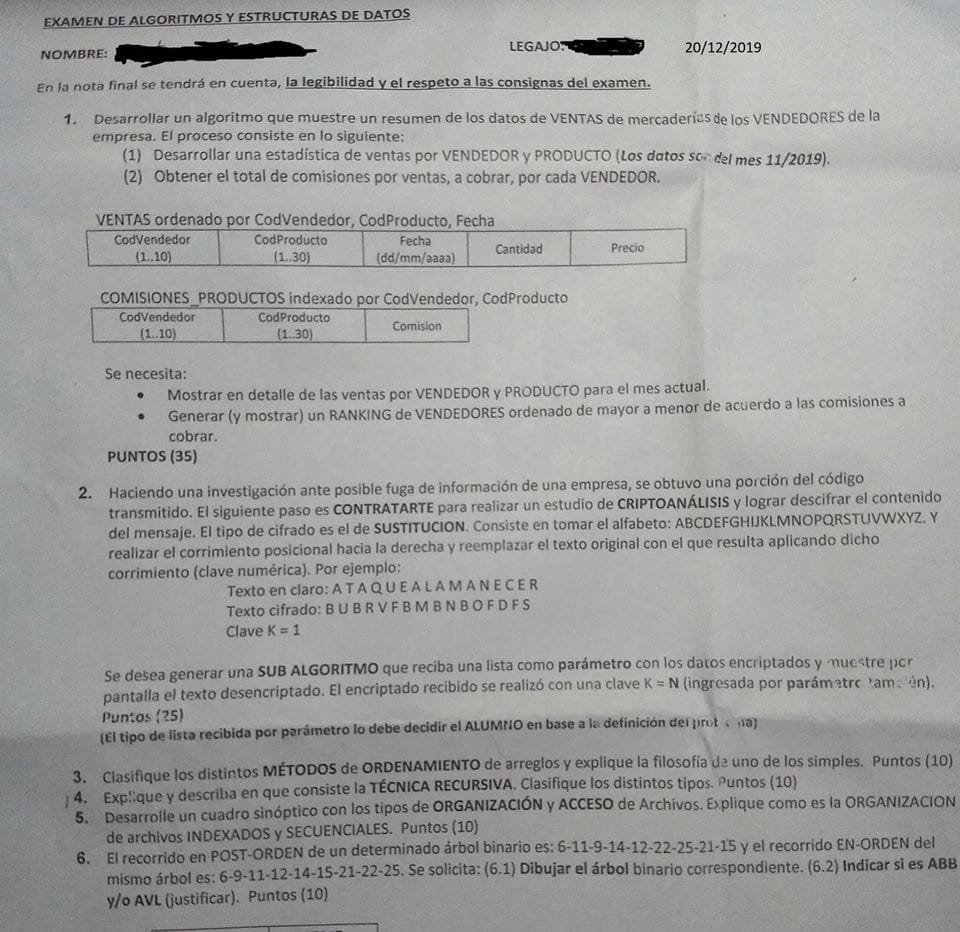 EXAMEN DE ALGORITMOS Y ESTRUCTURAS DE DATOS
NOMBRE:
LEGAJO:
20/12/2019
En la nota final se tendrá en cuenta, la legibilidad y el respeto a las consignas del examen.
1. Desarrollar un algoritmo que muestre un resumen de los datos de VENTAS de mercaderías de los VENDEDORES de la
empresa. El proceso consiste en lo siguiente:
(1) Desarrollar una estadística de ventas por VENDEDOR y PRODUCTO (Los datos son del mes 11/2019).
(2) Obtener el total de comisiones por ventas, a cobrar, por cada VENDEDOR.
VENTAS ordenado por CodVendedor, CodProducto, Fecha
CodVendedor CodProducto Fecha Cantidad Precio
(1..10) (1..30) (dd/mm/aaaa)
COMISIONES_PRODUCTOS indexado por CodVendedor, CodProducto
CodVendedor CodProducto Comision
(1..10) (1..30)
Se necesita:
• Mostrar en detalle de las ventas por VENDEDOR y PRODUCTO para el mes actual.
• Generar (y mostrar) un RANKING de VENDEDORES ordenado de mayor a menor de acuerdo a las comisiones a
cobrar.
PUNTOS (35)
2. Haciendo una investigación ante posible fuga de información de una empresa, se obtuvo una porción del código
transmitido. El siguiente paso es CONTRATARTE para realizar un estudio de CRIPTOANÁLISIS y lograr descifrar el contenido
del mensaje. El tipo de cifrado es el de SUSTITUCION. Consiste en tomar el alfabeto: ABCDEFGHIJKLMNOPQRSTUVWXYZ. Y
realizar el corrimiento posicional hacia la derecha y reemplazar el texto original con el que resulta aplicando dicho
corrimiento (clave numérica). Por ejemplo:
Texto en claro: A T A Q U E A L A M A N E C E R
Texto cifrado: B U B R V F B M B N B O F D F S
Clave K = 1
Se desea generar una SUB ALGORITMO que reciba una lista como parámetro con los datos encriptados y muestre por
pantalla el texto desencriptado. El encriptado recibido se realizó con una clave K = N (ingresada por parámetro también).
Puntos (25)
(El tipo de lista recibida por parámetro lo debe decidir el ALUMNO en base a la definición del problema)
3. Clasifique los distintos MÉTODOS de ORDENAMIENTO de arreglos y explique la filosofía de uno de los simples. Puntos (10)
4. Explique y describa en que consiste la TÉCNICA RECURSIVA. Clasifique los distintos tipos. Puntos (10)
5. Desarrolle un cuadro sinóptico con los tipos de ORGANIZACIÓN y ACCESO de Archivos. Explique como es la ORGANIZACION
de archivos INDEXADOS y SECUENCIALES. Puntos (10)
6. El recorrido en POST-ORDEN de un determinado árbol binario es: 6-11-9-14-12-22-25-21-15 y el recorrido EN-ORDEN del
mismo árbol es: 6-9-11-12-14-15-21-22-25. Se solicita: (6.1) Dibujar el árbol binario correspondiente. (6.2) Indicar si es ABB
y/o AVL (justificar). Puntos (10)